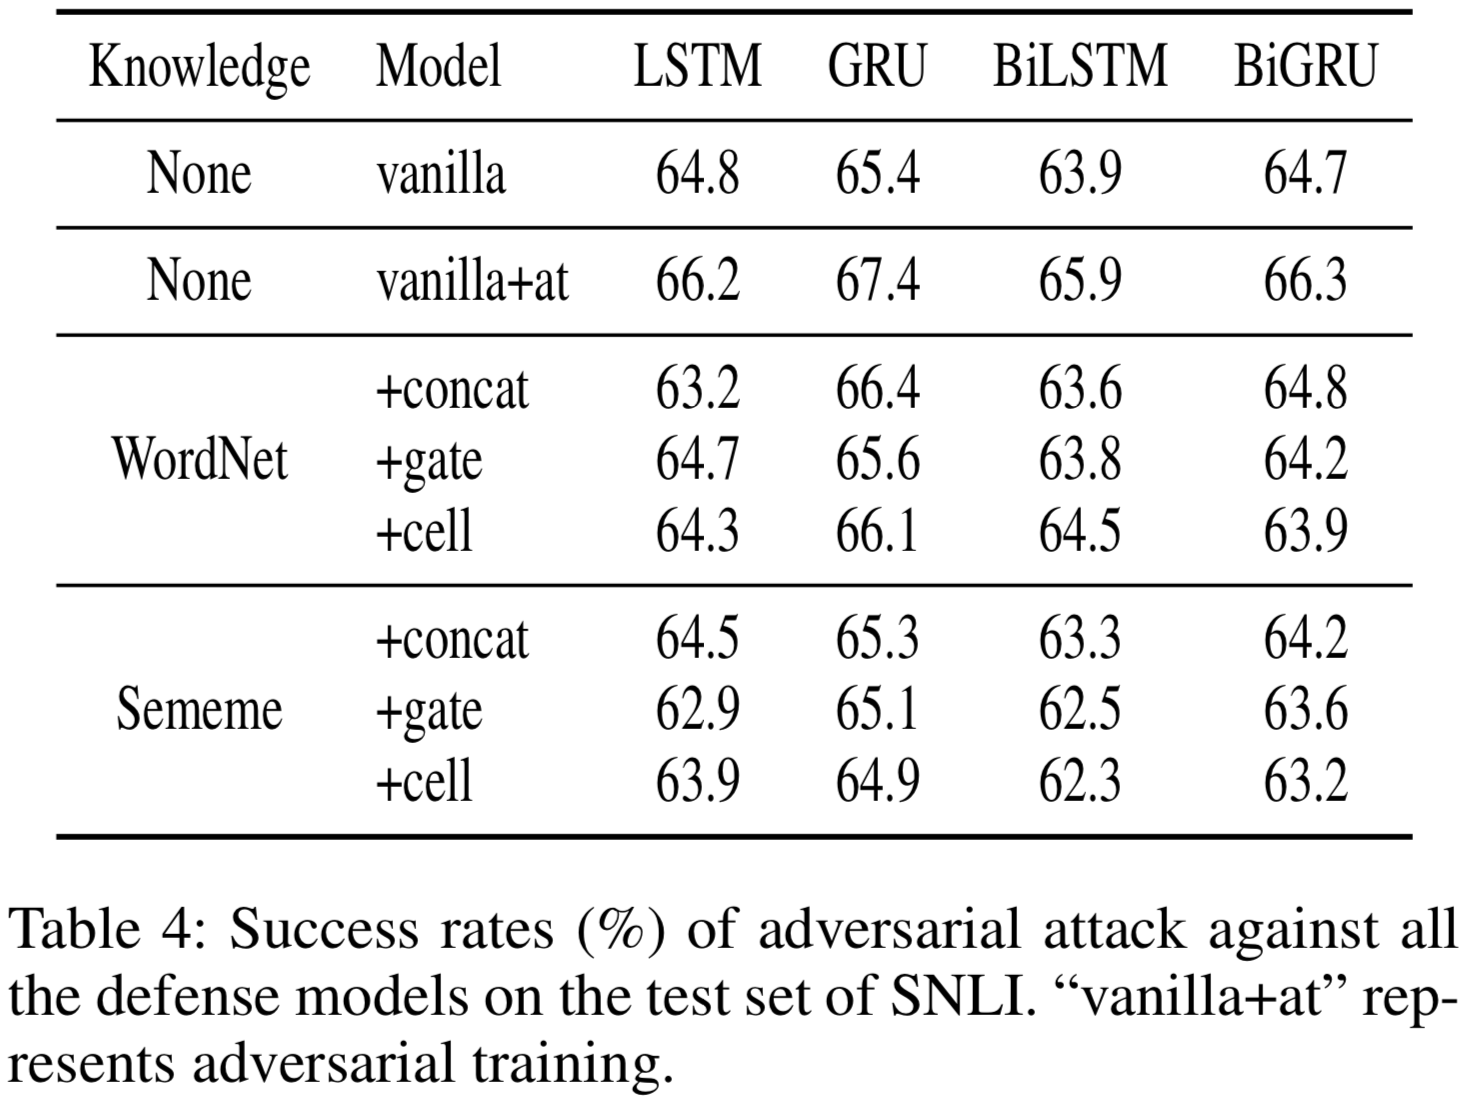 Knowledge Model LSTM GRU BiLSTM BiGRU
None vanilla 64.8 65.4 63.9 64.7
None vanilla+at 66.2 67.4 65.9 66.3
+concat 63.2 66.4 63.6 64.8
WordNet +gate 64.7 65.6 63.8 64.2
+cell 64.3 66.1 64.5 63.9
+concat 64.5 65.3 63.3 64.2
Sememe +gate 62.9 65.1 62.5 63.6
+cell 63.9 64.9 62.3 63.2
Table 4: Success rates (%) of adversarial attack against all
the defense models on the test set of SNLI. “vanilla+at” rep-
resents adversarial training.